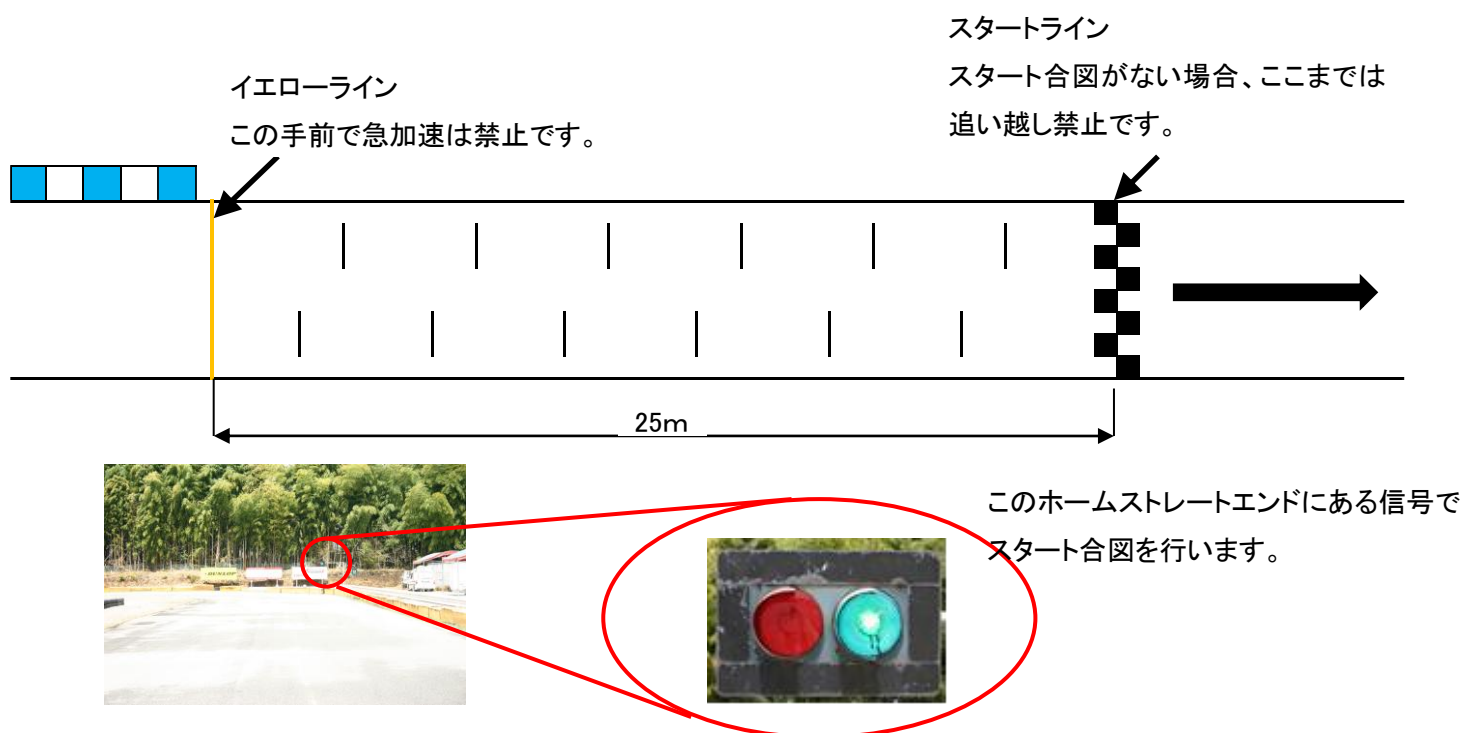 スタートライン
スタート合図がない場合、ここまでは
追い越し禁止です。
イエローライン
この手前で急加速は禁止です。
25m
このホームストレートエンドにある信号で
スタート合図を行います。